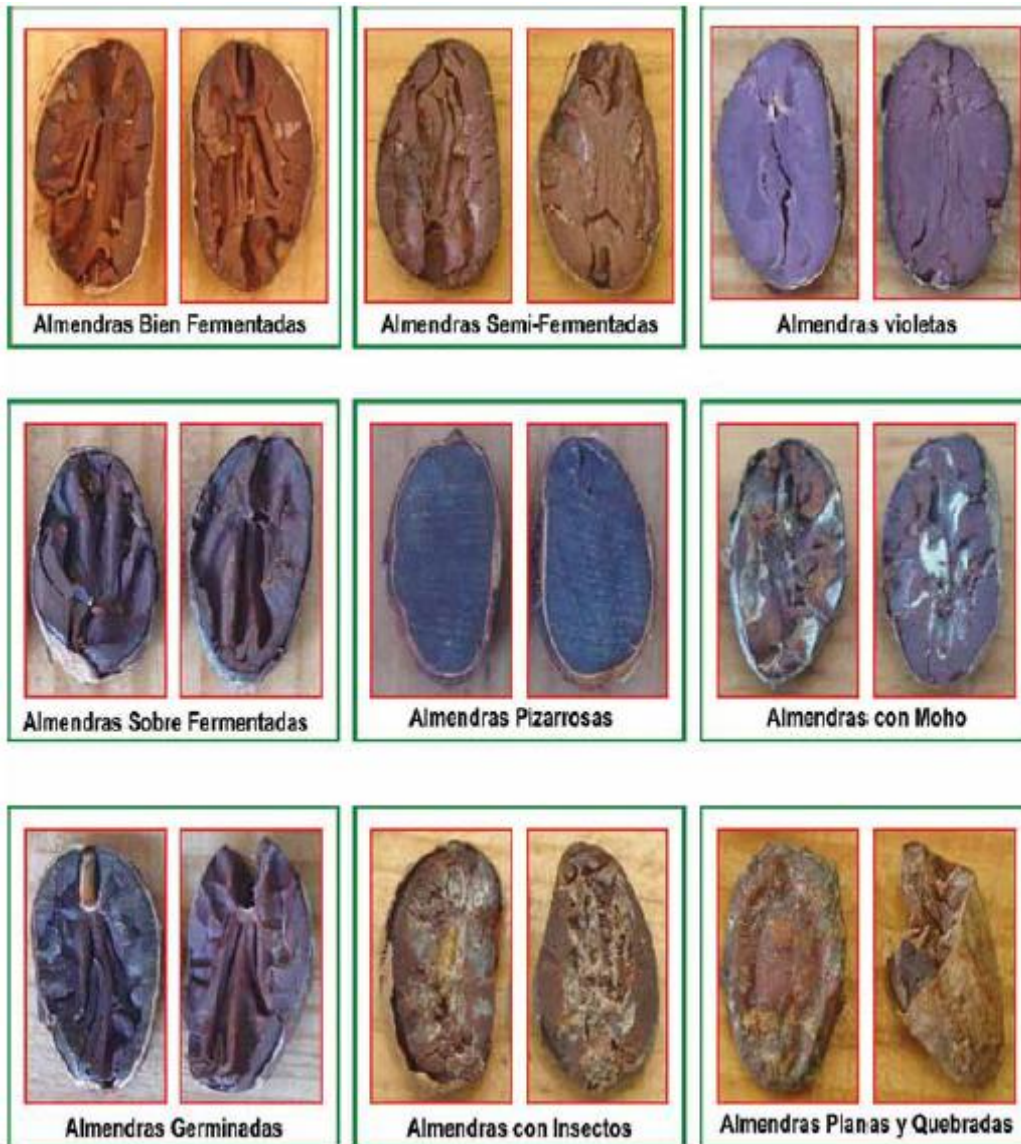 Almendras Bien Fermentadas
Almendras Semi-Fermentadas
Almendras violetas
Almendras Sobre Fermentadas
Almendras Pizarrosas
Almendras con Moho
Almendras Germinadas
Almendras con Insectos
Almendras Planas y Quebradas